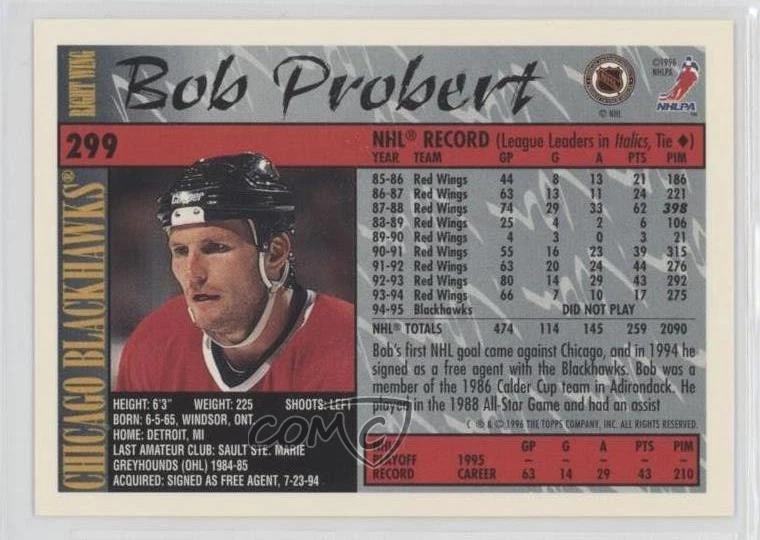 RIGHT WING
Bob Probert
© NHL
©1996
NHLPA
NHLPA
299
CHICAGO BLACKHAWKS®
NHL® RECORD (League Leaders in Italics, Tie ♦)
YEAR TEAM GP G A PTS PIM
85-86 Red Wings 44 8 13 21 186
86-87 Red Wings 63 13 11 24 221
87-88 Red Wings 74 29 33 62 398
88-89 Red Wings 25 4 2 6 106
89-90 Red Wings 4 3 0 3 21
90-91 Red Wings 55 16 23 39 315
91-92 Red Wings 63 20 24 44 276
92-93 Red Wings 80 14 29 43 292
93-94 Red Wings 66 7 10 17 275
94-95 Blackhawks DID NOT PLAY
NHL® TOTALS 474 114 145 259 2090
Bob's first NHL goal came against Chicago, and in 1994 he
signed as a free agent with the Blackhawks. Bob was a
member of the 1986 Calder Cup team in Adirondack. He
played in the 1988 All-Star Game and had an assist
© 1996 THE TOPPS COMPANY, INC. ALL RIGHTS RESERVED.
NHL® GP G A PTS PIM
PLAYOFF 1995 – – – – –
RECORD CAREER 63 14 29 43 210
HEIGHT: 6'3" WEIGHT: 225 SHOOTS: LEFT
BORN: 6-5-65, WINDSOR, ONT.
HOME: DETROIT, MI
LAST AMATEUR CLUB: SAULT STE. MARIE
GREYHOUNDS (OHL) 1984-85
ACQUIRED: SIGNED AS FREE AGENT, 7-23-94
Cooper
COMC